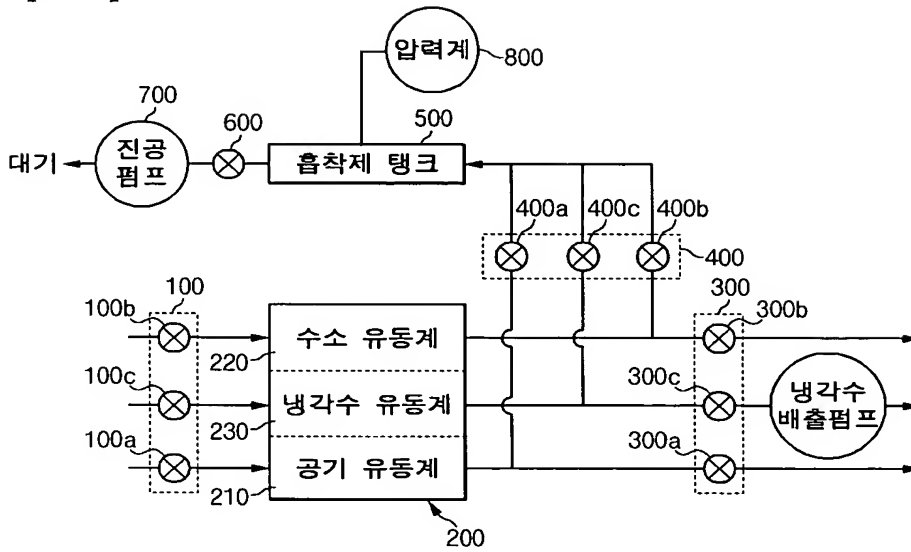 압력계
800
700
600
500
대기
진공
펌프
흡착제 탱크
400a
400c
400b
400
100b
100
수소 유동계
220
300
300b
100c
냉각수 유동계
230
300c
냉각수
배출펌프
100a
공기 유동계
210
300a
200